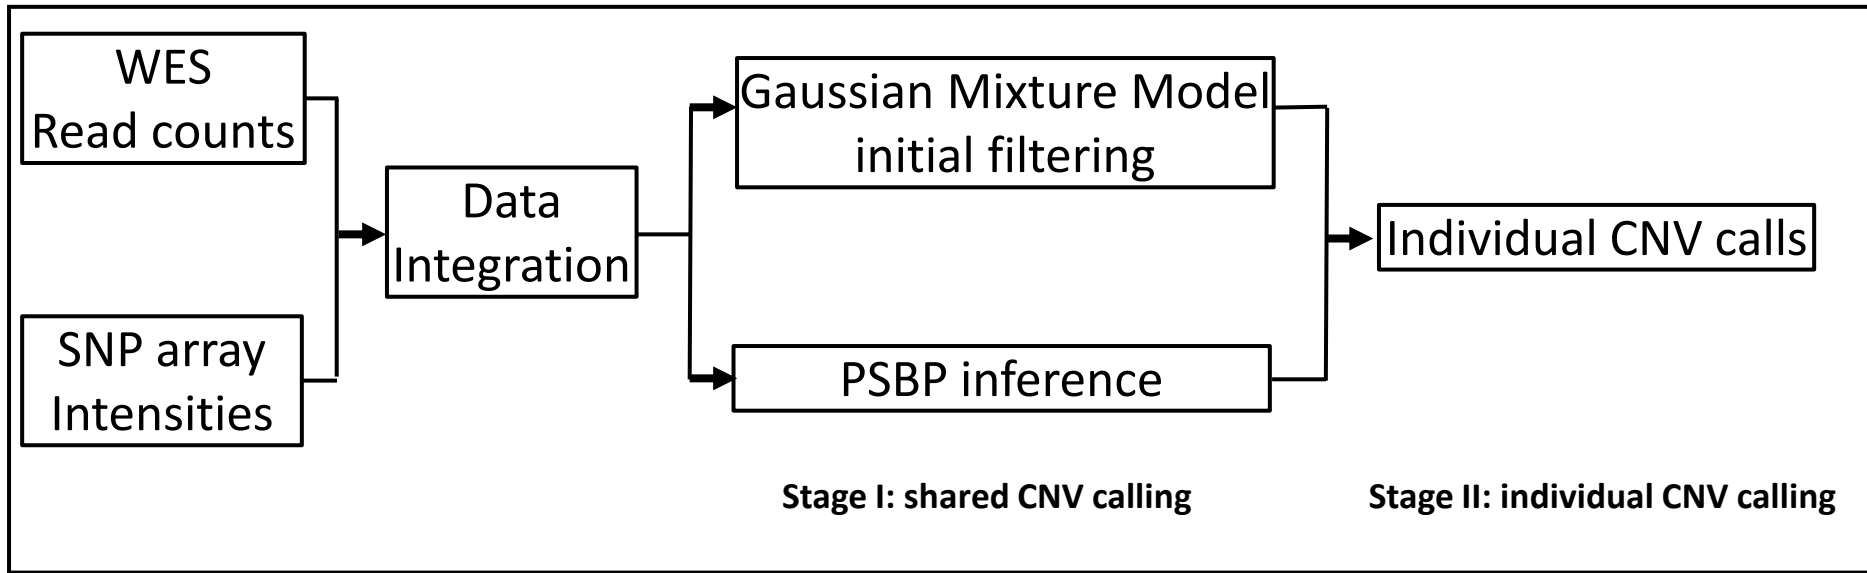 WES
Read counts
SNP array
Intensities
Data
Integration
Gaussian Mixture Model
initial filtering
PSBP inference
Individual CNV calls
Stage I: shared CNV calling
Stage II: individual CNV calling